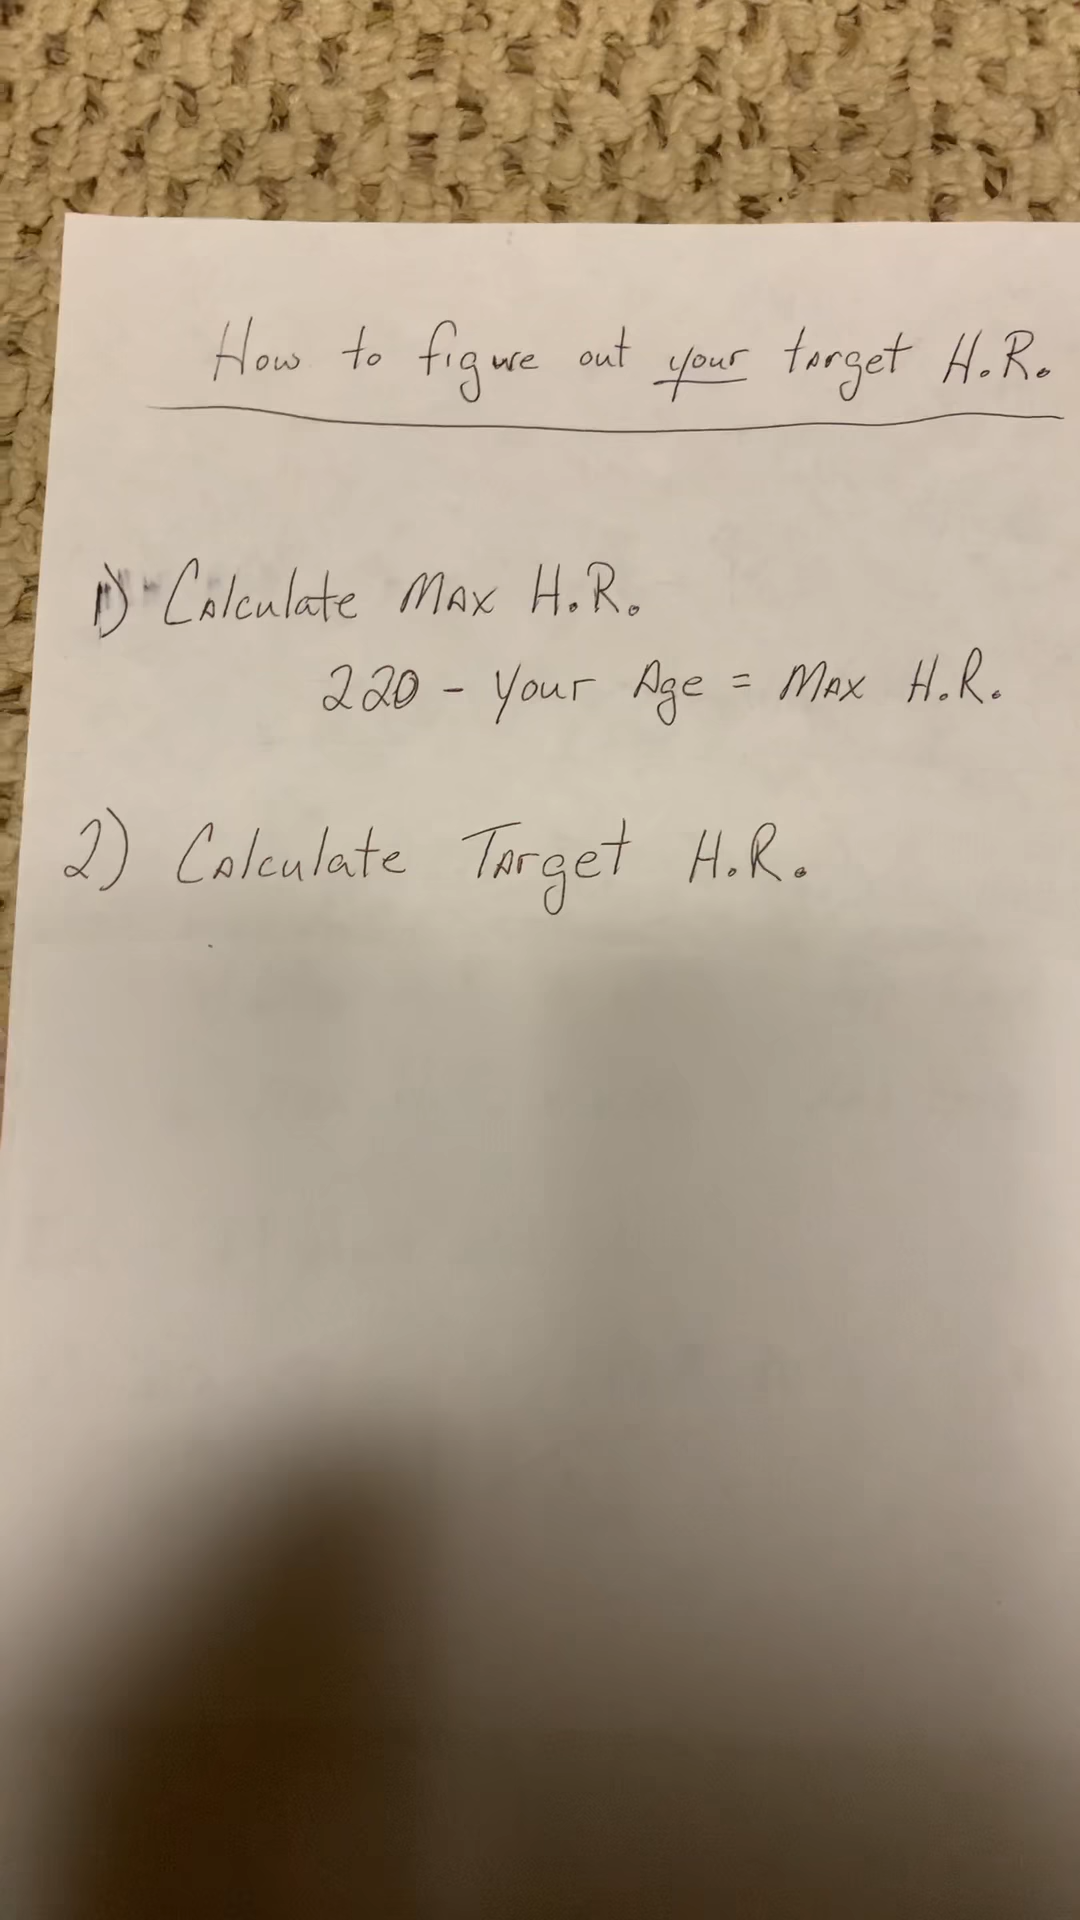 How to figure out your target H.R.
1) Calculate Max H.R.
220 - Your Age = Max H.R.
2) Calculate Target H.R.